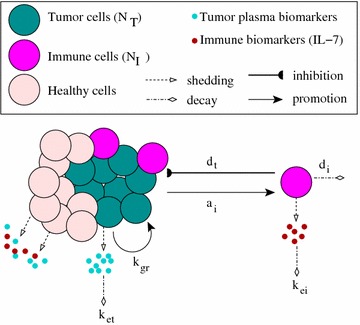 Tumor cells (N_T)
Tumor plasma biomarkers
Immune cells (N_I)
Immune biomarkers (IL-7)
Healthy cells
shedding
inhibition
decay
promotion
d_t
d_i
a_i
k_gr
k_et
k_ei